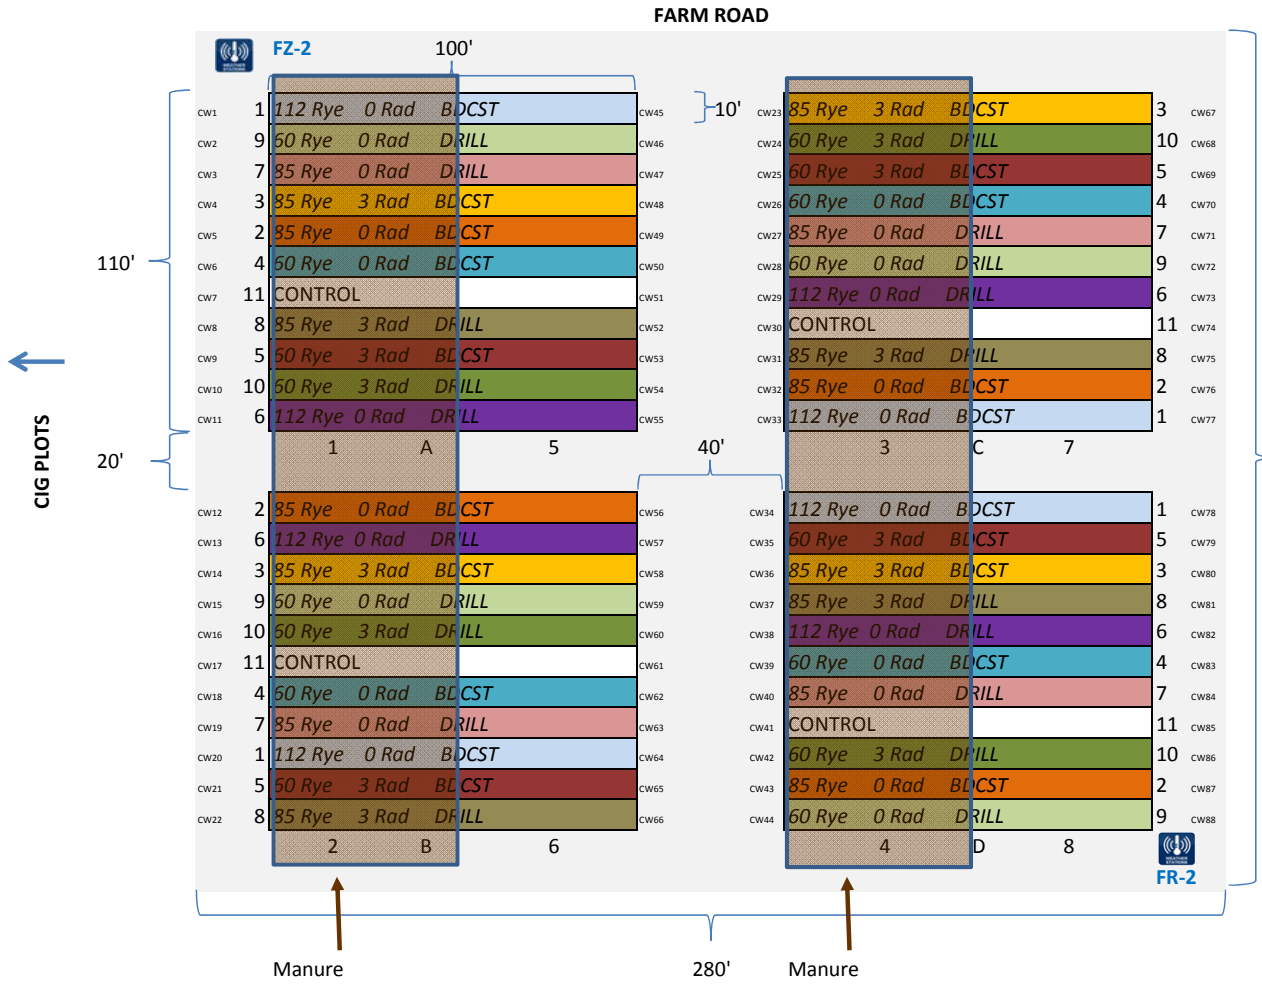 FARM ROAD
WEATHER STATIONS FZ-2 100'
CW1 1 112 Rye 0 Rad BDCST CW45 10' CW23 85 Rye 3 Rad BDCST 3 CW67
CW2 9 60 Rye 0 Rad DRILL CW46 CW24 60 Rye 3 Rad DRILL 10 CW68
CW3 7 85 Rye 0 Rad DRILL CW47 CW25 60 Rye 3 Rad BDCST 5 CW69
CW4 3 85 Rye 3 Rad BDCST CW48 CW26 60 Rye 0 Rad BDCST 4 CW70
CW5 2 85 Rye 0 Rad BDCST CW49 CW27 85 Rye 0 Rad DRILL 7 CW71
110' CW6 4 60 Rye 0 Rad BDCST CW50 CW28 60 Rye 0 Rad DRILL 9 CW72
CW7 11 CONTROL CW51 CW29 112 Rye 0 Rad DRILL 6 CW73
CW8 8 85 Rye 3 Rad DRILL CW52 CW30 CONTROL 11 CW74
CW9 5 60 Rye 3 Rad BDCST CW53 CW31 85 Rye 3 Rad DRILL 8 CW75
CW10 10 60 Rye 3 Rad DRILL CW54 CW32 85 Rye 0 Rad BDCST 2 CW76
CW11 6 112 Rye 0 Rad DRILL CW55 CW33 112 Rye 0 Rad BDCST 1 CW77
1 A 5 40' 3 C 7
20'
CIG PLOTS
CW12 2 85 Rye 0 Rad BDCST CW56 CW34 112 Rye 0 Rad BDCST 1 CW78
CW13 6 112 Rye 0 Rad DRILL CW57 CW35 60 Rye 3 Rad BDCST 5 CW79
CW14 3 85 Rye 3 Rad BDCST CW58 CW36 85 Rye 3 Rad BDCST 3 CW80
CW15 9 60 Rye 0 Rad DRILL CW59 CW37 85 Rye 3 Rad DRILL 8 CW81
CW16 10 60 Rye 3 Rad DRILL CW60 CW38 112 Rye 0 Rad DRILL 6 CW82
CW17 11 CONTROL CW61 CW39 60 Rye 0 Rad BDCST 4 CW83
CW18 4 60 Rye 0 Rad BDCST CW62 CW40 85 Rye 0 Rad DRILL 7 CW84
CW19 7 85 Rye 0 Rad DRILL CW63 CW41 CONTROL 11 CW85
CW20 1 112 Rye 0 Rad BDCST CW64 CW42 60 Rye 3 Rad DRILL 10 CW86
CW21 5 60 Rye 3 Rad BDCST CW65 CW43 85 Rye 0 Rad BDCST 2 CW87
CW22 8 85 Rye 3 Rad DRILL CW66 CW44 60 Rye 0 Rad DRILL 9 CW88
2 B 6 4 D 8 WEATHER STATIONS
FR-2
Manure 280' Manure